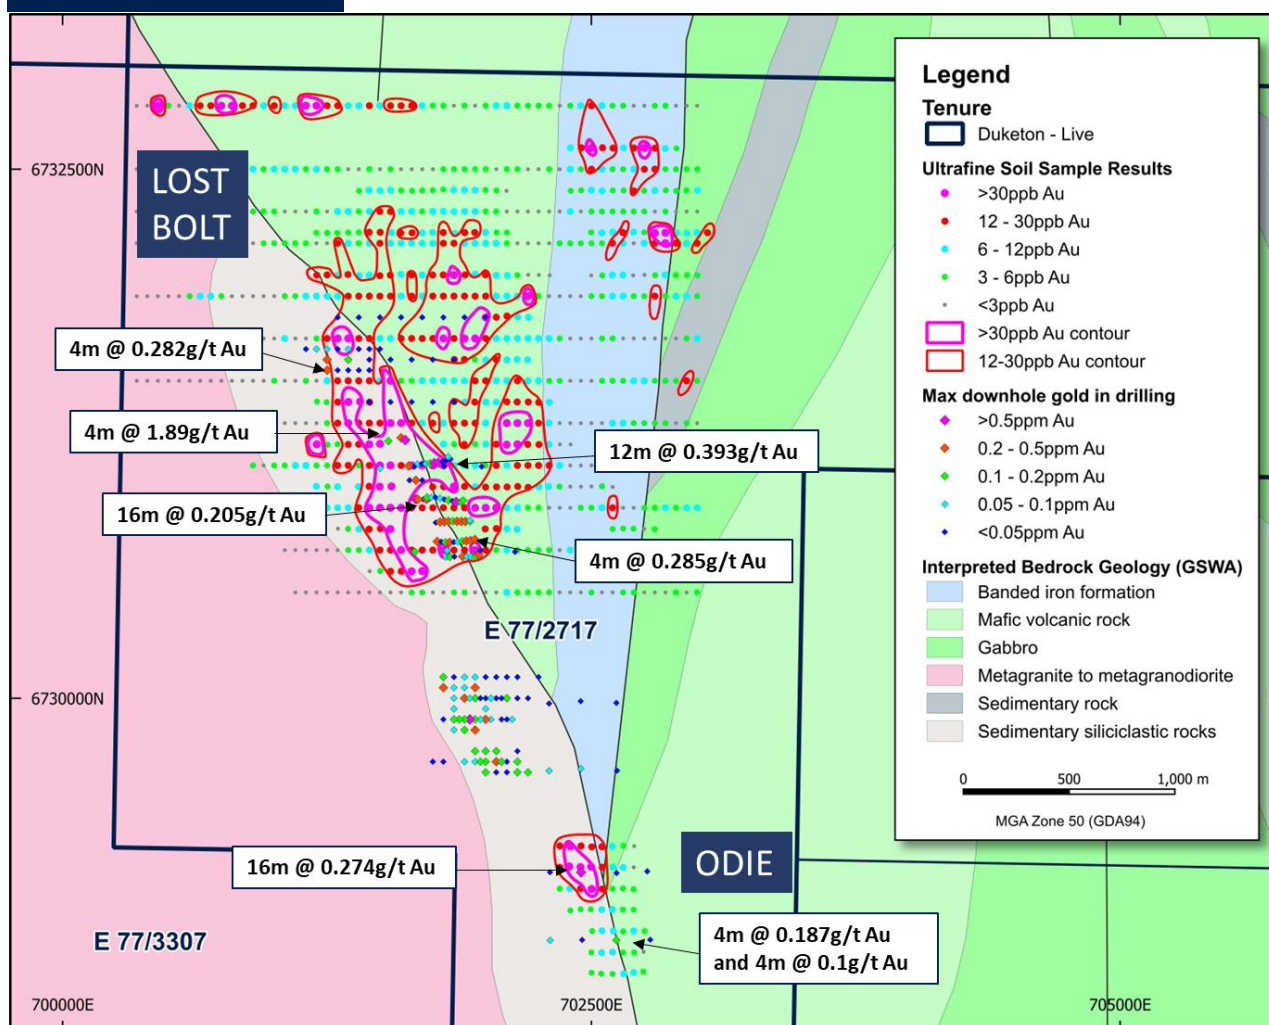 6732500N
LOST
BOLT
4m @ 0.282g/t Au
4m @ 1.89g/t Au
12m @ 0.393g/t Au
16m @ 0.205g/t Au
4m @ 0.285g/t Au
E 77/2717
6730000N
16m @ 0.274g/t Au
ODIE
E 77/3307
4m @ 0.187g/t Au
and 4m @ 0.1g/t Au
700000E
702500E
705000E
Legend
Tenure
Duketon - Live
Ultrafine Soil Sample Results
>30ppb Au
12 - 30ppb Au
6 - 12ppb Au
3 - 6ppb Au
<3ppb Au
>30ppb Au contour
12-30ppb Au contour
Max downhole gold in drilling
>0.5ppm Au
0.2 - 0.5ppm Au
0.1 - 0.2ppm Au
0.05 - 0.1ppm Au
<0.05ppm Au
Interpreted Bedrock Geology (GSWA)
Banded iron formation
Mafic volcanic rock
Gabbro
Metagranite to metagranodiorite
Sedimentary rock
Sedimentary siliciclastic rocks
0 500 1,000 m
MGA Zone 50 (GDA94)